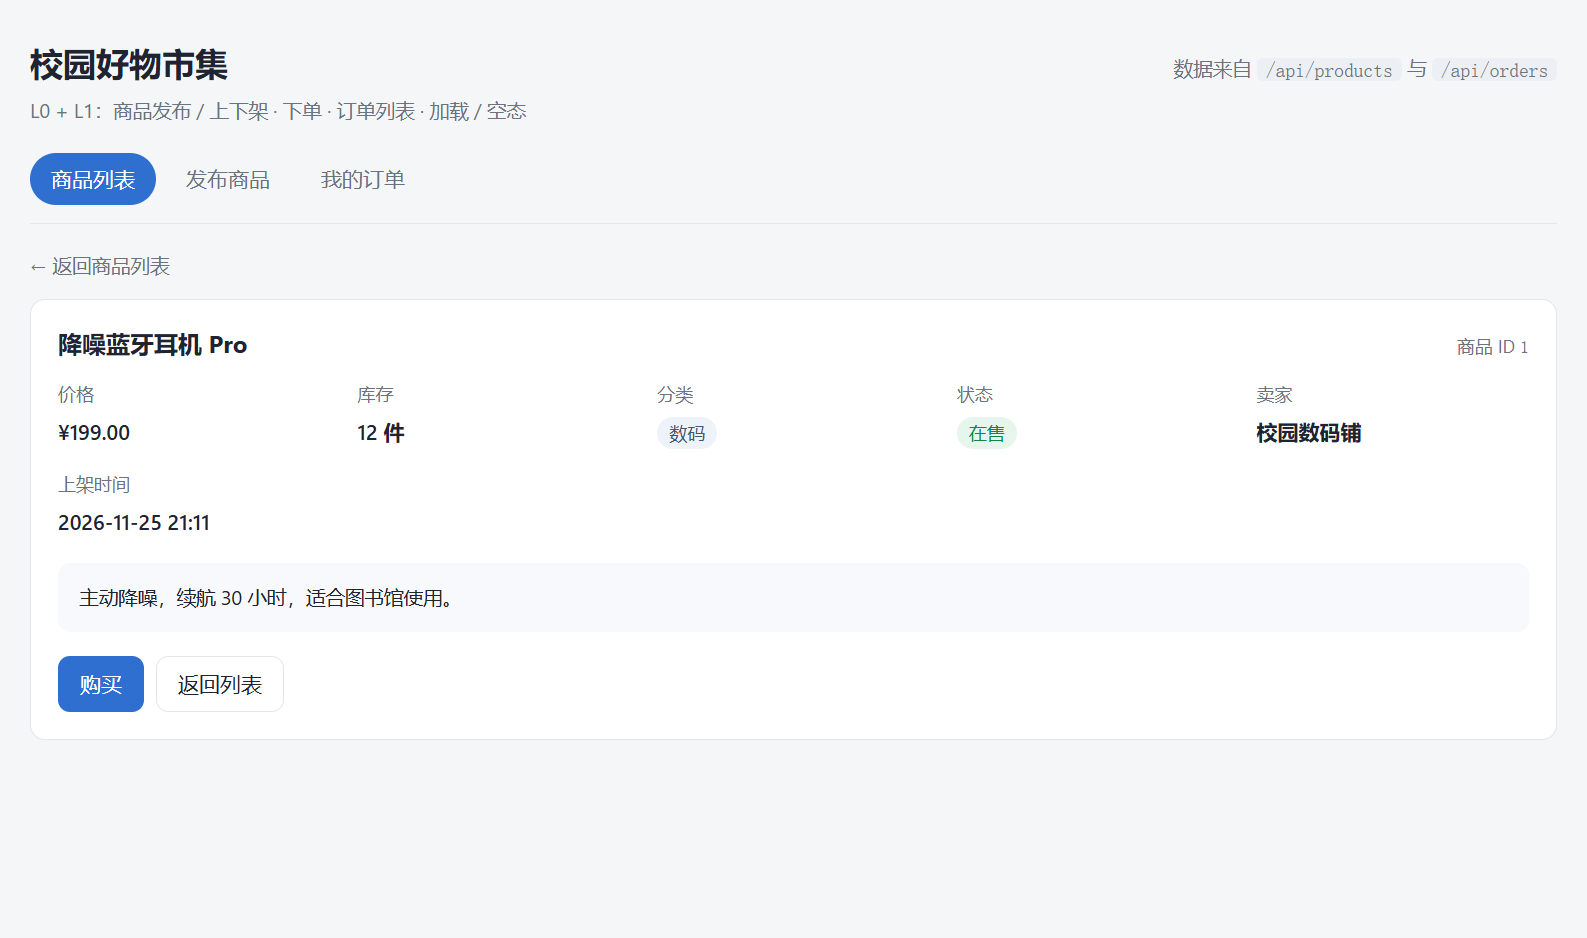 校园好物市集
数据来自 /api/products 与 /api/orders
L0 + L1：商品发布 / 上下架 · 下单 · 订单列表 · 加载 / 空态
商品列表 发布商品 我的订单
← 返回商品列表
降噪蓝牙耳机 Pro
商品 ID 1
价格 库存 分类 状态 卖家
¥199.00 12 件 数码 在售 校园数码铺
上架时间
2026-11-25 21:11
主动降噪，续航 30 小时，适合图书馆使用。
购买 返回列表